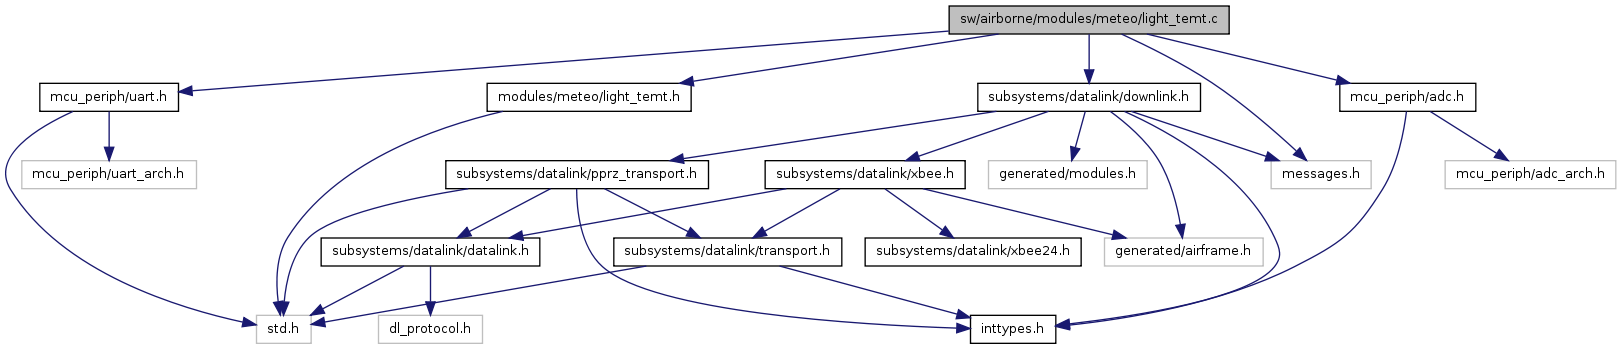 sw/airborne/modules/meteo/light_temt.c
mcu_periph/uart.h
modules/meteo/light_temt.h
subsystems/datalink/downlink.h
mcu_periph/adc.h
mcu_periph/uart_arch.h
subsystems/datalink/pprz_transport.h
subsystems/datalink/xbee.h
generated/modules.h
messages.h
mcu_periph/adc_arch.h
subsystems/datalink/datalink.h
subsystems/datalink/transport.h
subsystems/datalink/xbee24.h
generated/airframe.h
std.h
dl_protocol.h
inttypes.h